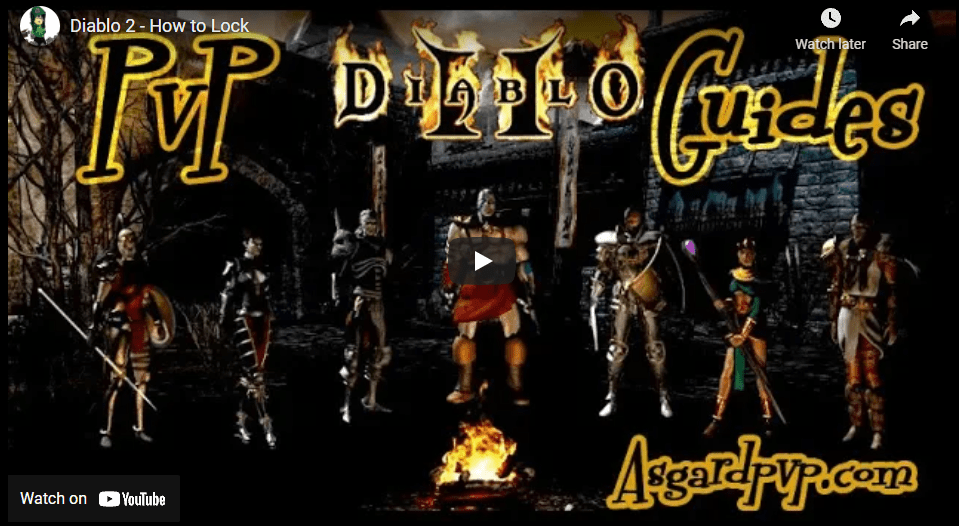 Diablo 2 - How to Lock
Watch later
Share
PvP
DIABLO
II
Guides
Asgardpvp.com
Watch on YouTube